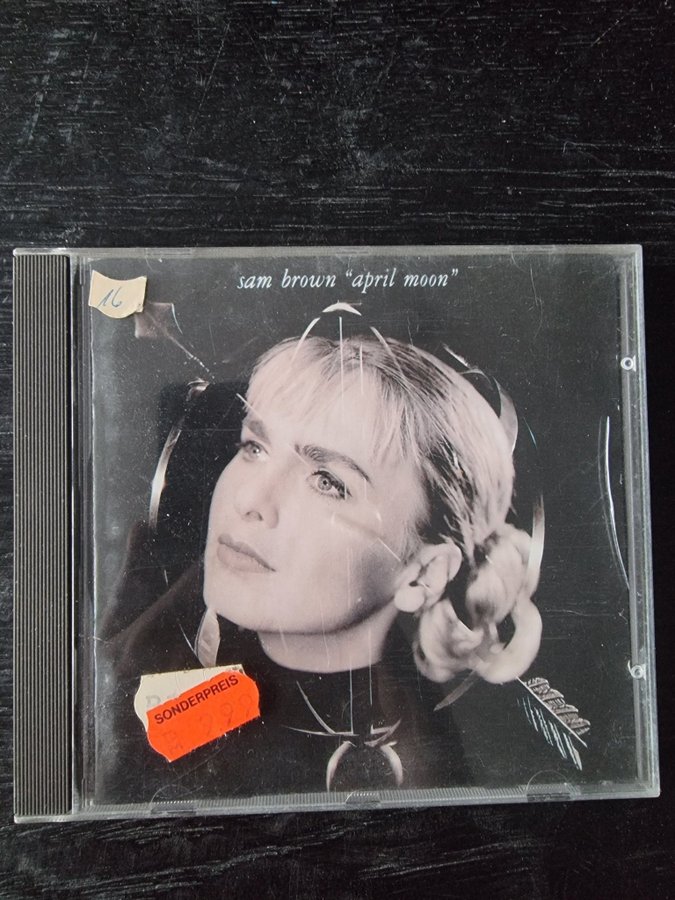 sam brown “april moon”
16
SONDERPREIS